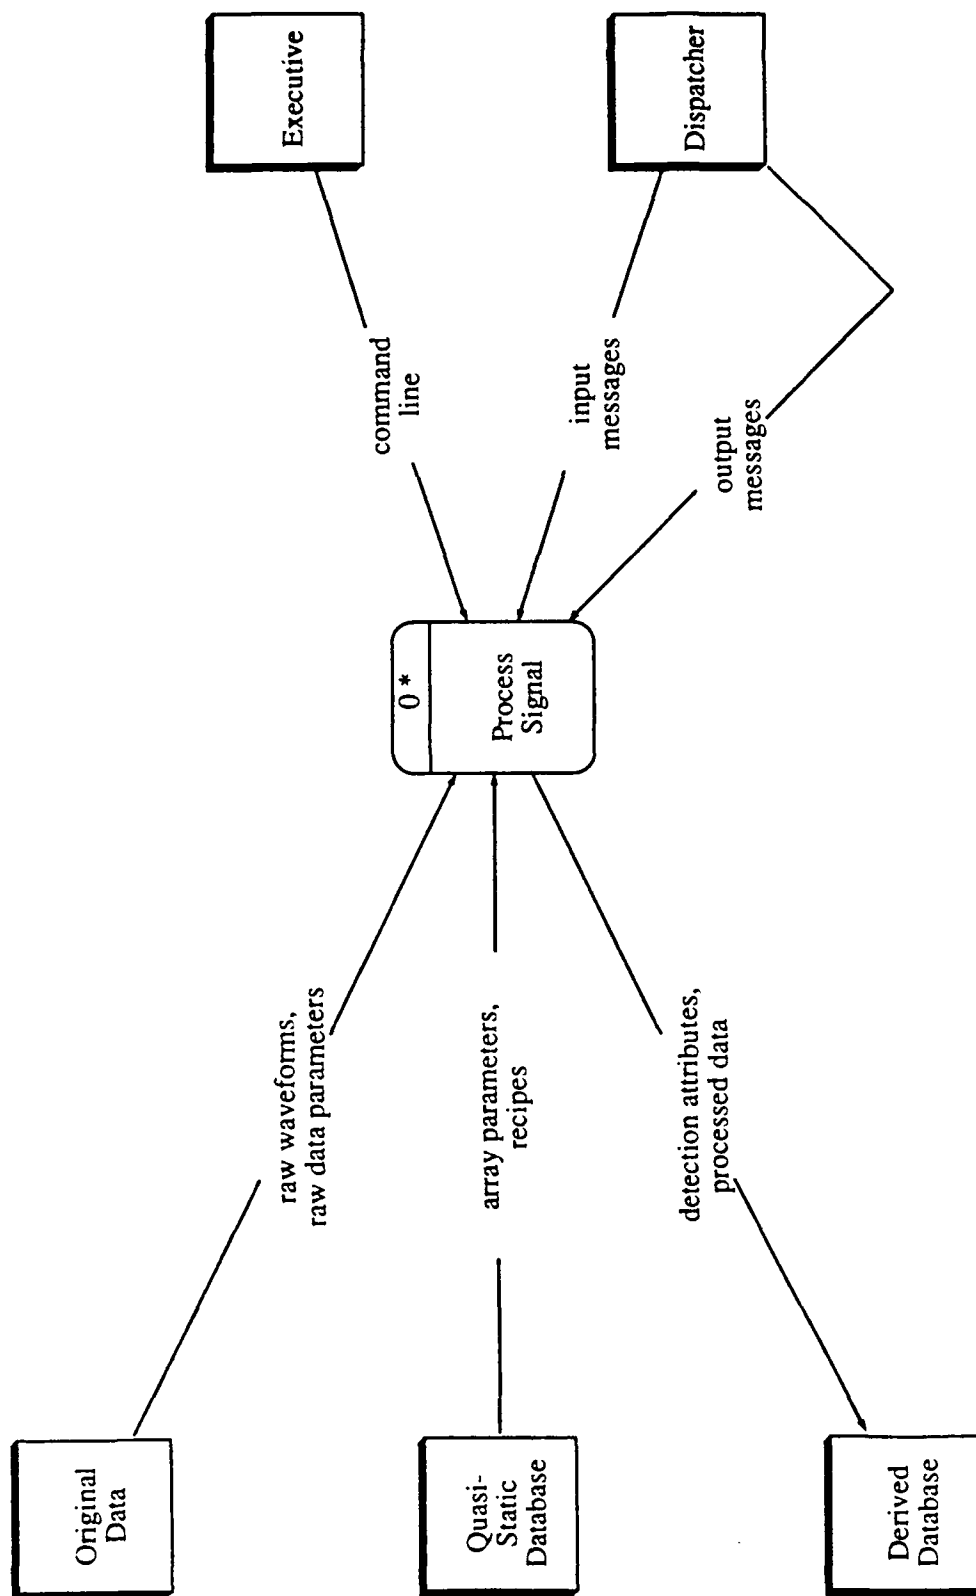 Original
Data
Quasi-
Static
Database
Derived
Database
raw waveforms,
raw data parameters
array parameters,
recipes
detection attributes,
processed data
0 *
Process
Signal
command
line
input
messages
output
messages
Executive
Dispatcher